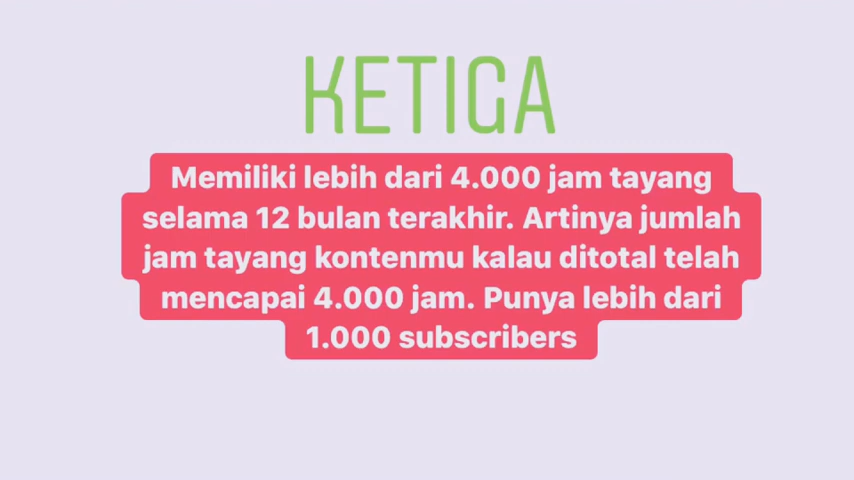 KETIGA
Memiliki lebih dari 4.000 jam tayang
selama 12 bulan terakhir. Artinya jumlah
jam tayang kontenmu kalau ditotal telah
mencapai 4.000 jam. Punya lebih dari
1.000 subscribers